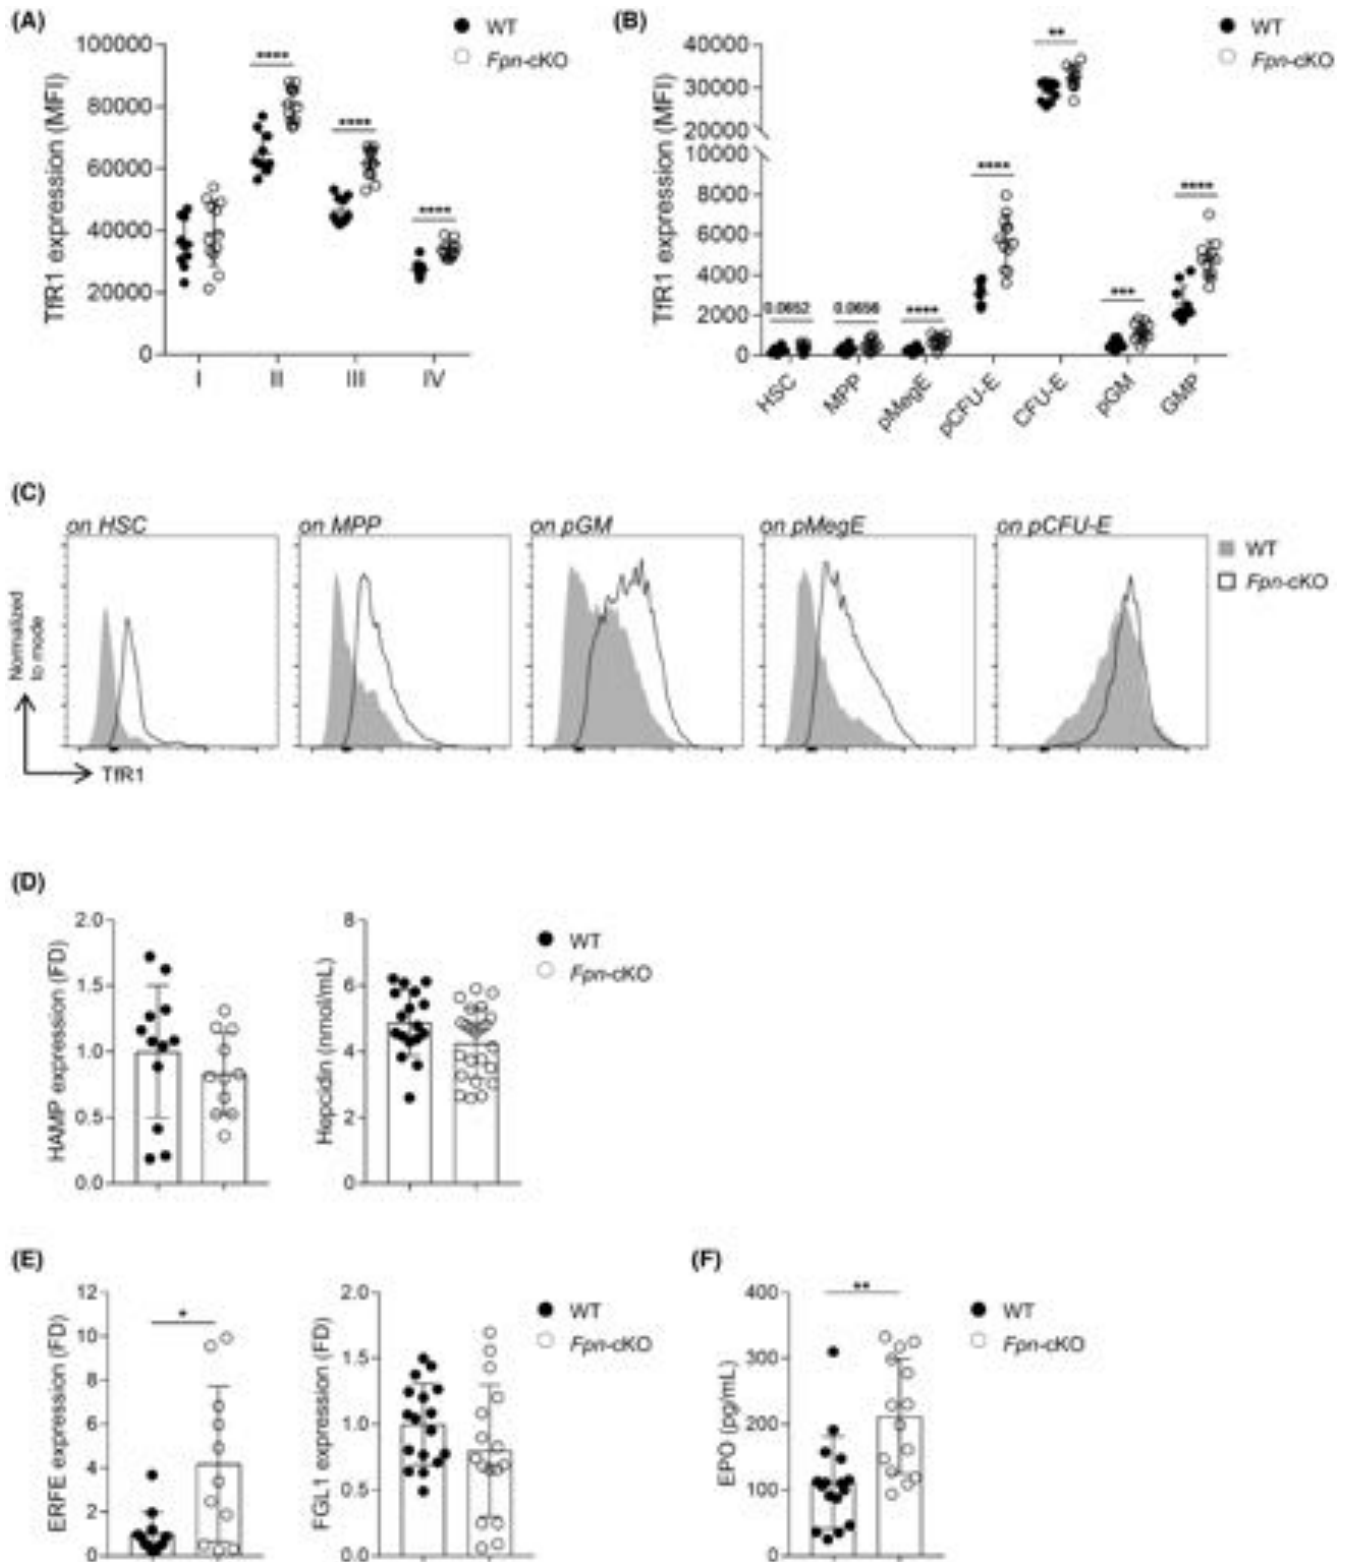 (A)
WT
Fpn-cKO
TfR1 expression (MFI)
100000
80000
60000
40000
20000
0
****
****
****
I
II
III
IV
(B)
WT
Fpn-cKO
TfR1 expression (MFI)
40000
30000
20000
10000
8000
6000
4000
2000
0
0.0652
0.0656
****
****
**
***
****
HSC
MPP
pMegE
pCFU-E
CFU-E
pGM
GMP
(C)
on HSC
on MPP
on pGM
on pMegE
on pCFU-E
WT
Fpn-cKO
Normalized
to mode
TfR1
(D)
HAMP expression (FD)
2.0
1.5
1.0
0.5
0.0
Hepcidin (nmol/mL)
8
6
4
2
0
WT
Fpn-cKO
(E)
ERFE expression (FD)
12
10
8
6
4
2
0
*
FGL1 expression (FD)
2.0
1.5
1.0
0.5
0.0
WT
Fpn-cKO
(F)
EPO (pg/mL)
400
300
200
100
0
**
WT
Fpn-cKO